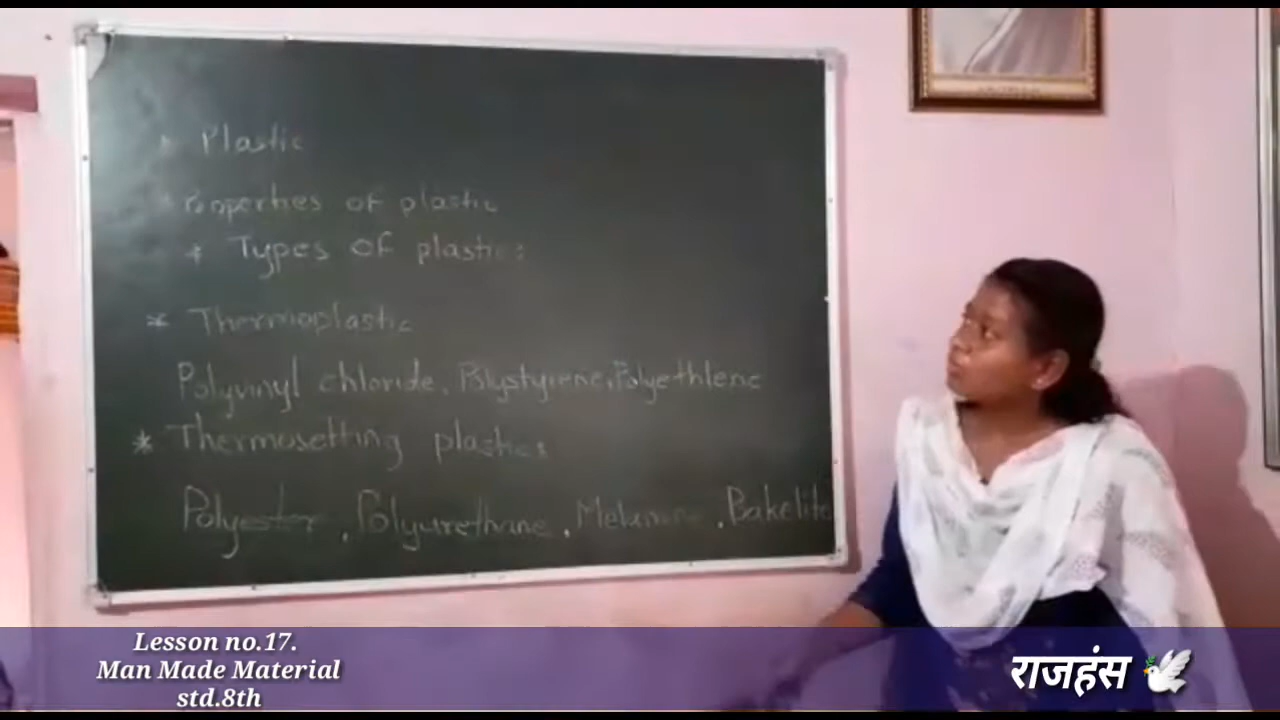 * Plastic
* Properties of plastic
* Types of plastics
* Thermoplastic
Polyvinyl chloride, Polystyrene, Polyethlene
* Thermosetting plastics
Polyester, Polyurethane, Melamine, Bakelite
Lesson no.17.
Man Made Material
std.8th
राजहंस